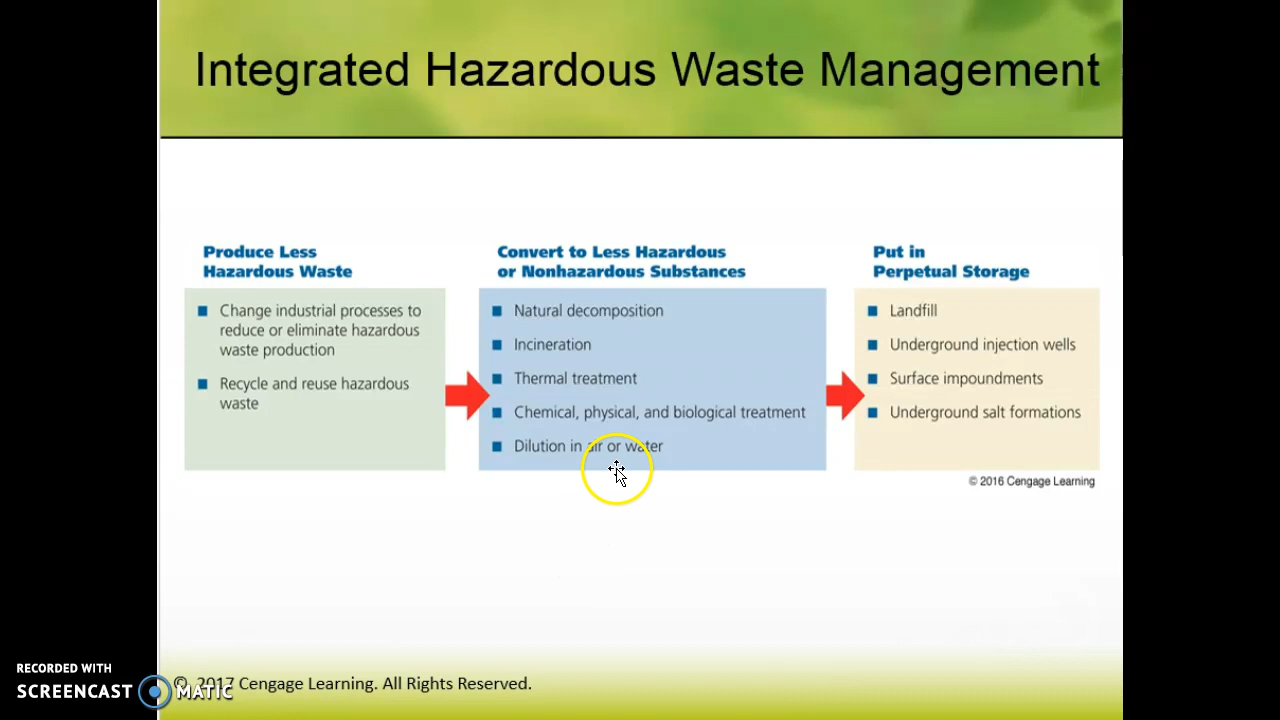 Integrated Hazardous Waste Management
Produce Less
Hazardous Waste
Change industrial processes to
reduce or eliminate hazardous
waste production
Recycle and reuse hazardous
waste
Convert to Less Hazardous
or Nonhazardous Substances
Natural decomposition
Incineration
Thermal treatment
Chemical, physical, and biological treatment
Dilution in air or water
Put in
Perpetual Storage
Landfill
Underground injection wells
Surface impoundments
Underground salt formations
© 2016 Cengage Learning
© 2017 Cengage Learning. All Rights Reserved.
RECORDED WITH
SCREENCAST MATIC